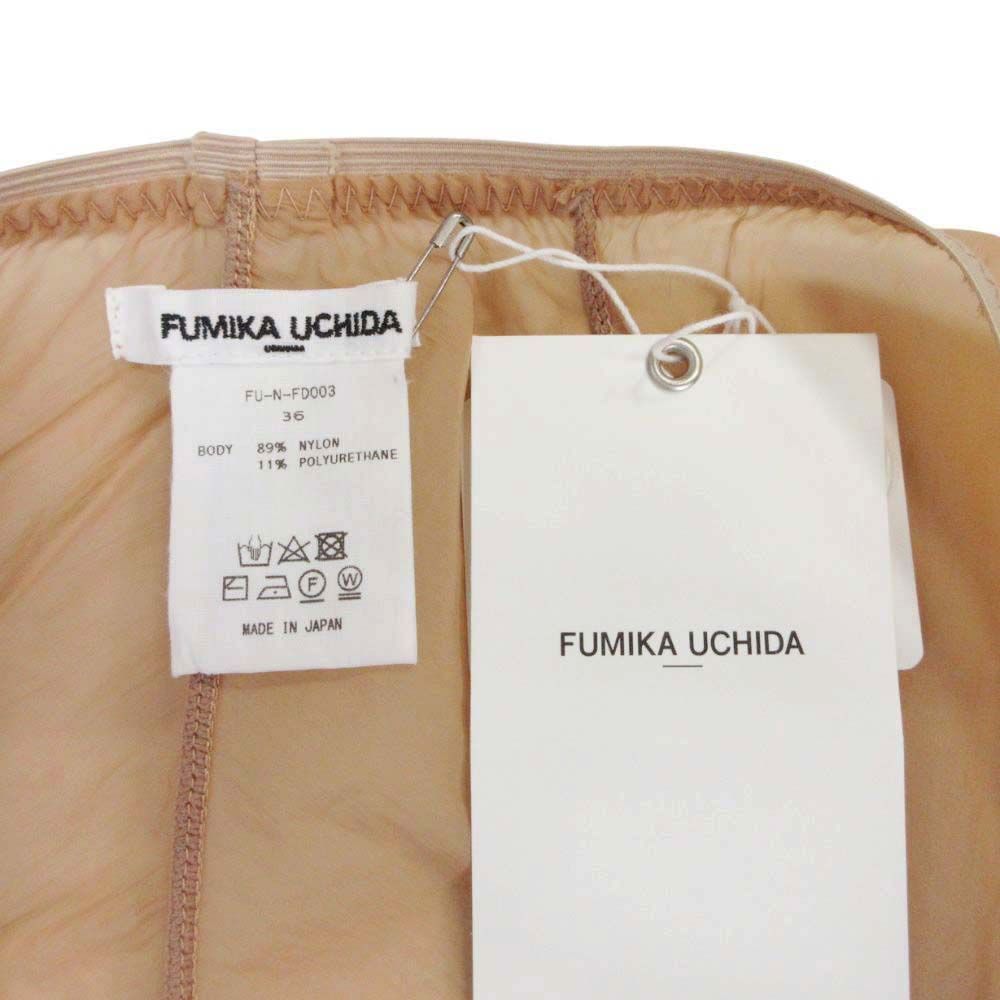 FUMIKA UCHIDA
FU-N-FD003
36
BODY 89% NYLON
11% POLYURETHANE
F W
MADE IN JAPAN
FUMIKA UCHIDA